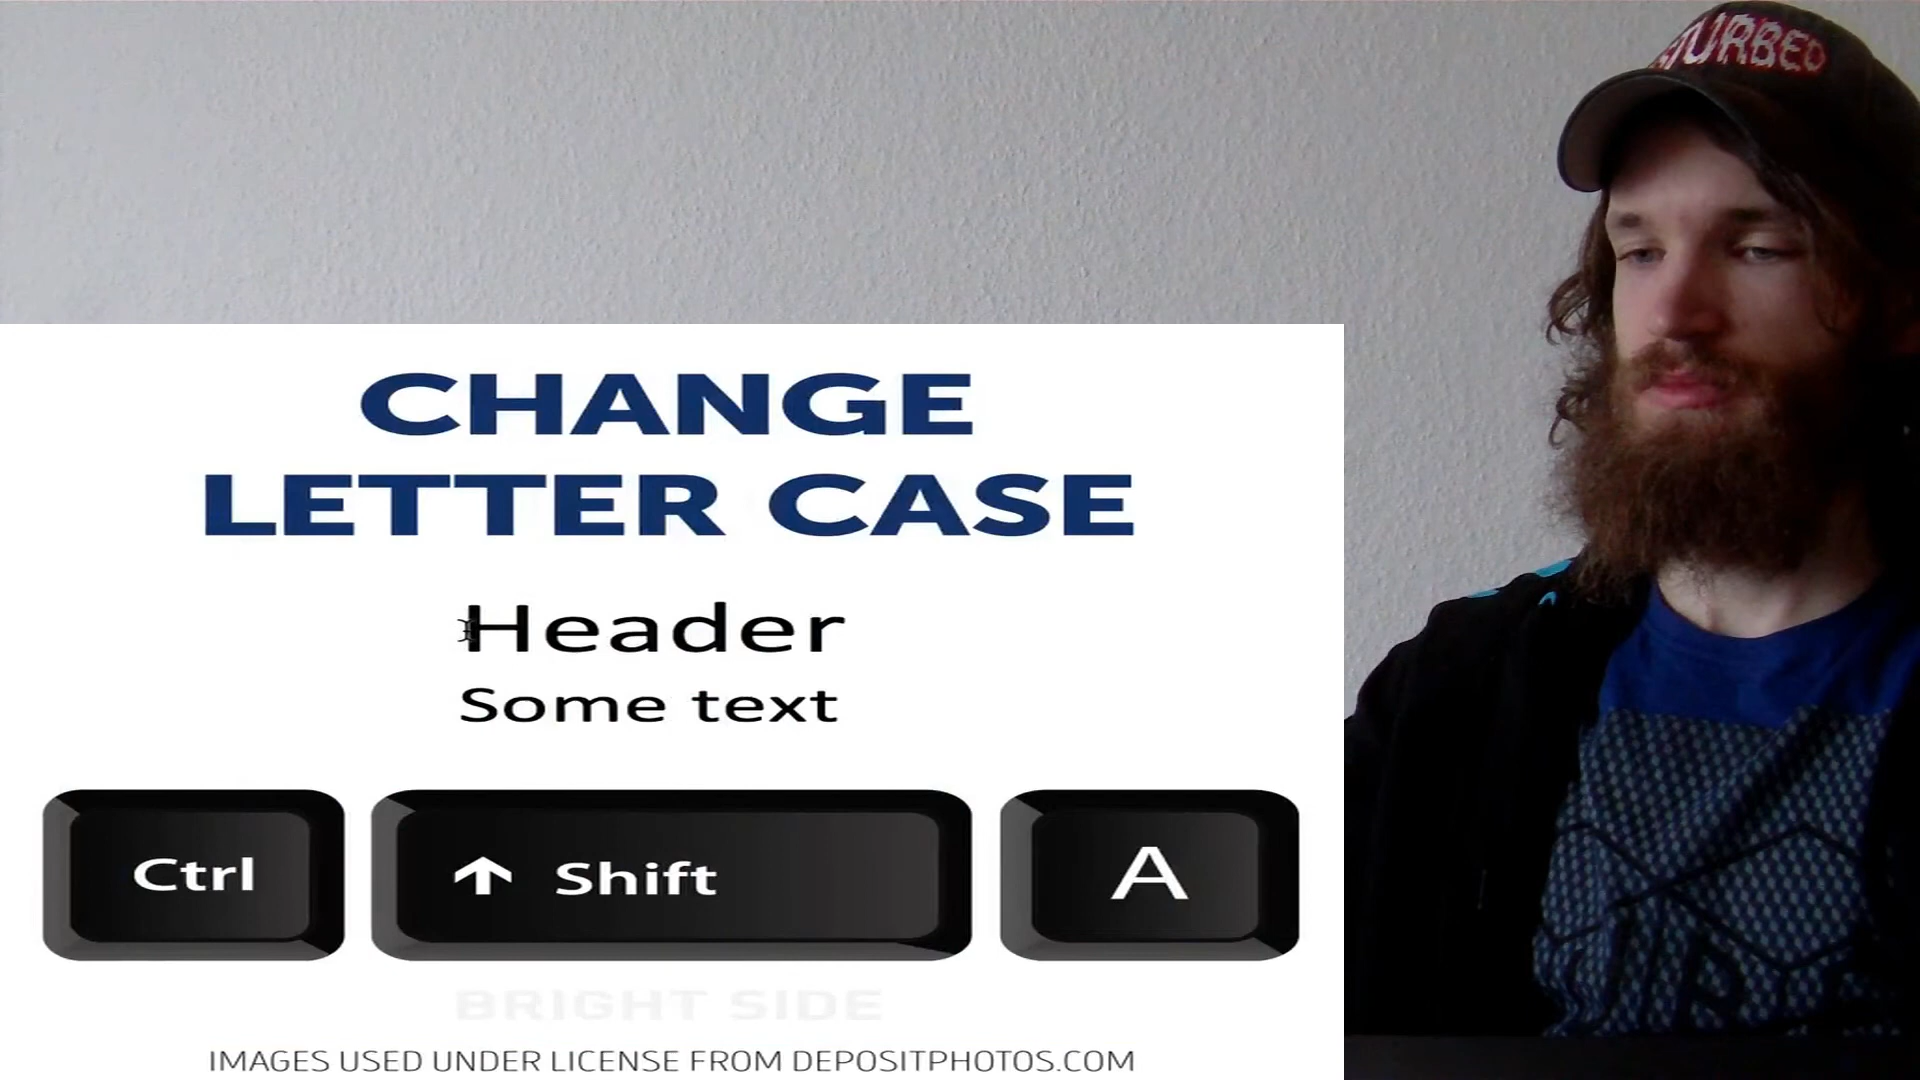 CHANGE
LETTER CASE
Header
Some text
Ctrl
Shift
A
BRIGHT SIDE
IMAGES USED UNDER LICENSE FROM DEPOSITPHOTOS.COM